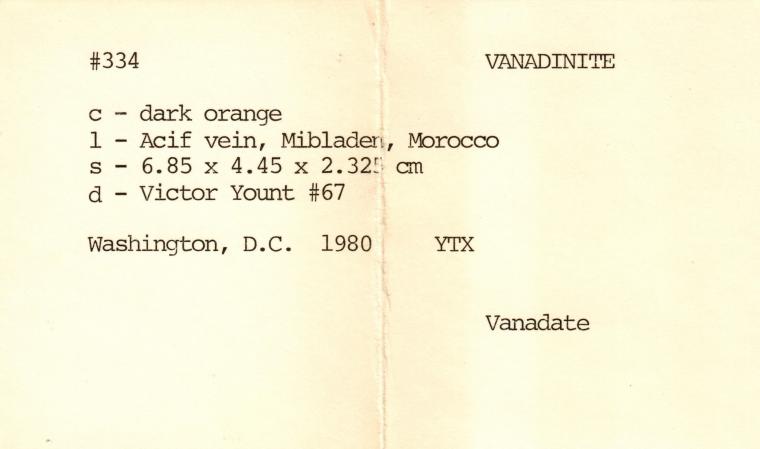 #334 VANADINITE
c - dark orange
l - Acif vein, Mibladen, Morocco
s - 6.85 x 4.45 x 2.325 cm
d - Victor Yount #67
Washington, D.C. 1980 YTX
Vanadate